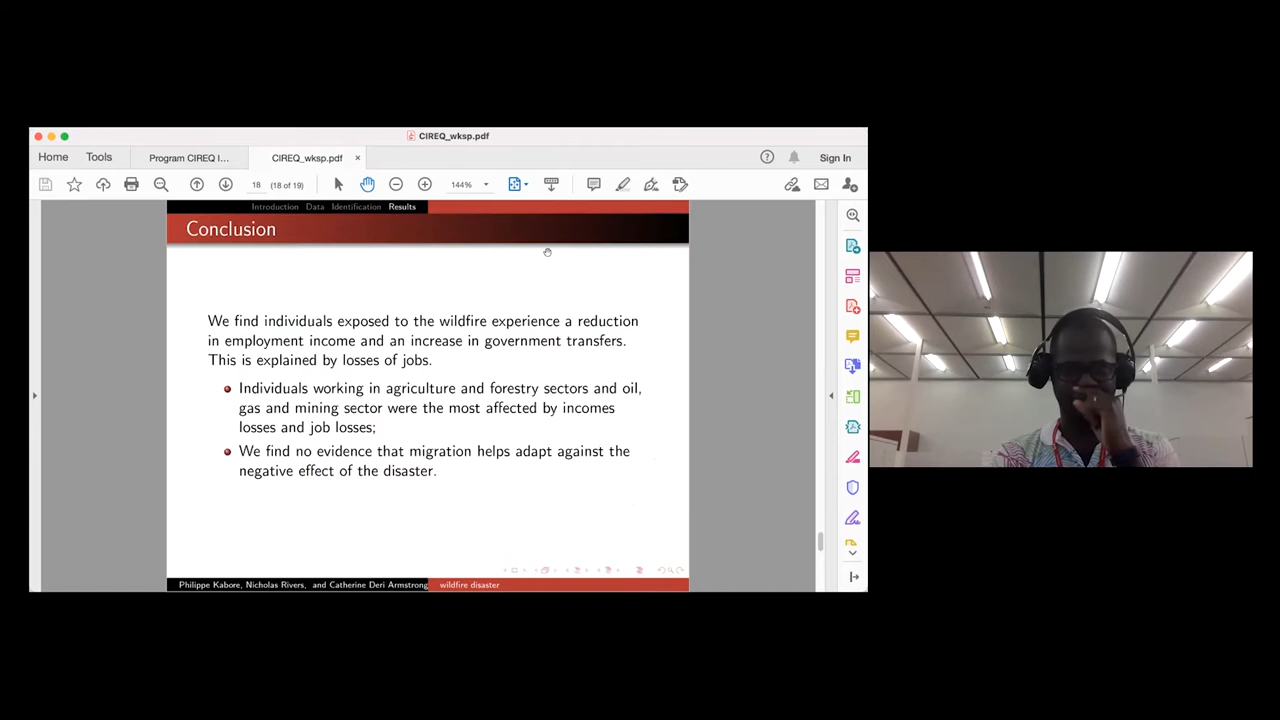 CIREQ_wksp.pdf
Home Tools Program CIREQ I... CIREQ_wksp.pdf × Sign In
18 (18 of 19) 144%
Introduction Data Identification Results
Conclusion
We find individuals exposed to the wildfire experience a reduction
in employment income and an increase in government transfers.
This is explained by losses of jobs.
Individuals working in agriculture and forestry sectors and oil,
gas and mining sector were the most affected by incomes
losses and job losses;
We find no evidence that migration helps adapt against the
negative effect of the disaster.
Philippe Kabore, Nicholas Rivers, and Catherine Deri Armstrong wildfire disaster